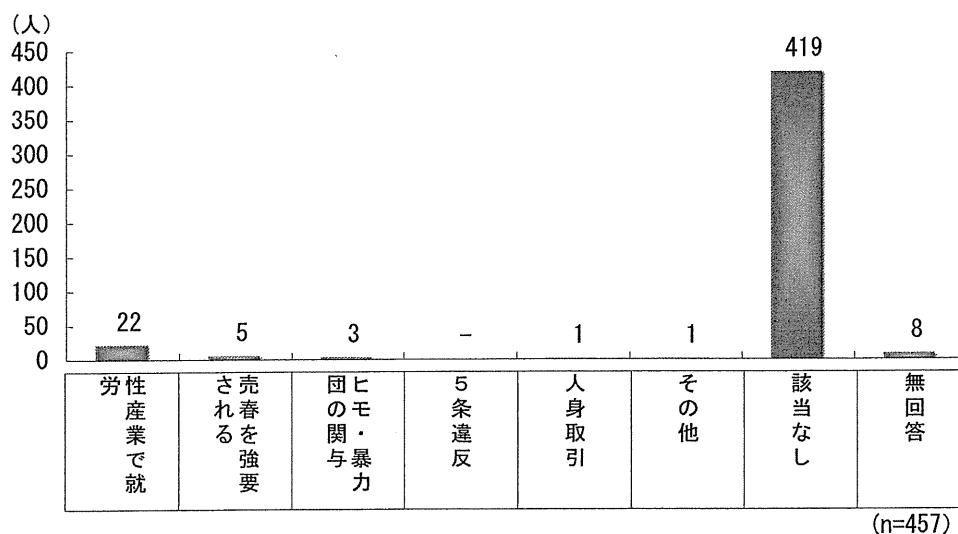 (人)
450
400
350
300
250
200
150
100
50
0
22
5
3
–
1
1
419
8
性産業で就
労
売春を強要
される
ヒモ・暴力
団の関与
5条違反
人身取引
その他
該当なし
無回答
(n=457)